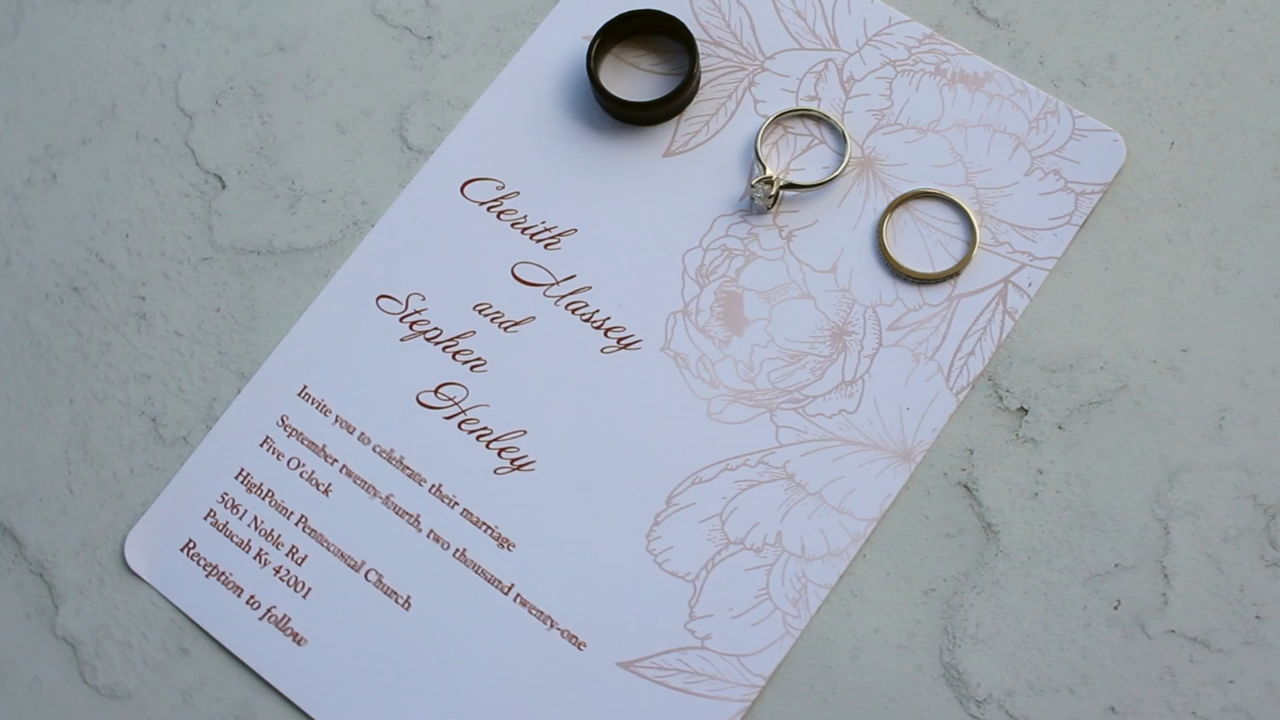 Cherith
Massey
and
Stephen
Henley
Invite you to celebrate their marriage
September twenty-fourth, two thousand twenty-one
Five O'clock
HighPoint Pentecostal Church
5061 Noble Rd
Paducah Ky 42001
Reception to follow